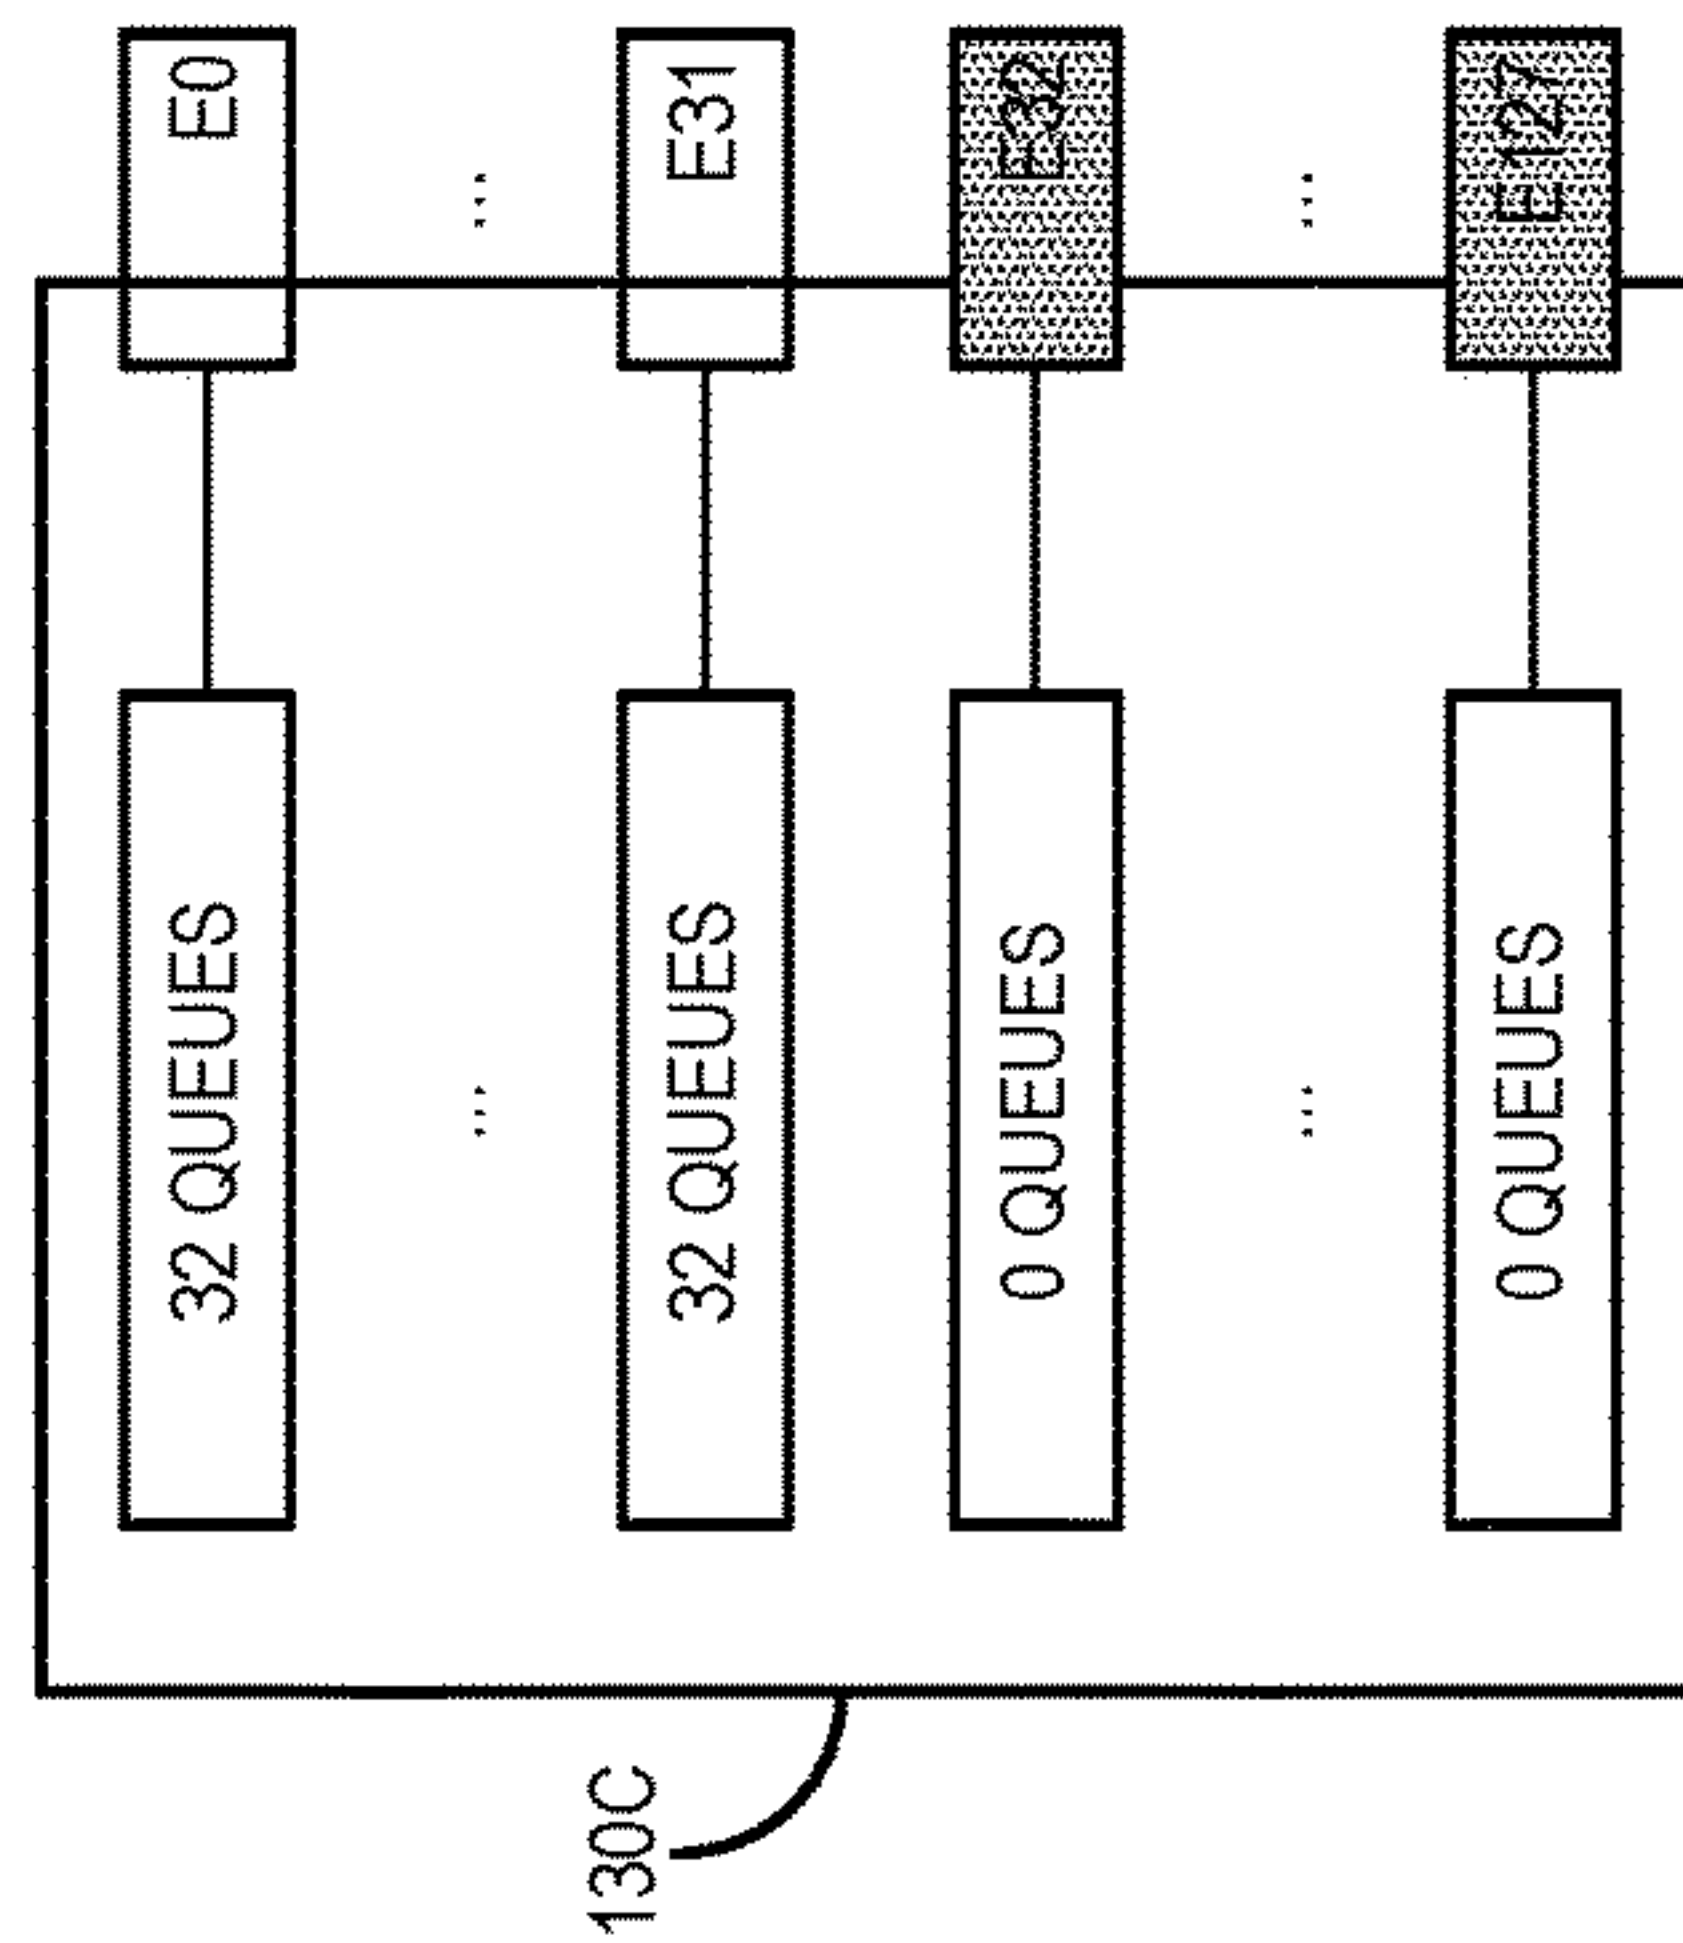 130C
32 QUEUES
E0
... ...
32 QUEUES
E31
0 QUEUES
E32
... ...
0 QUEUES
E127